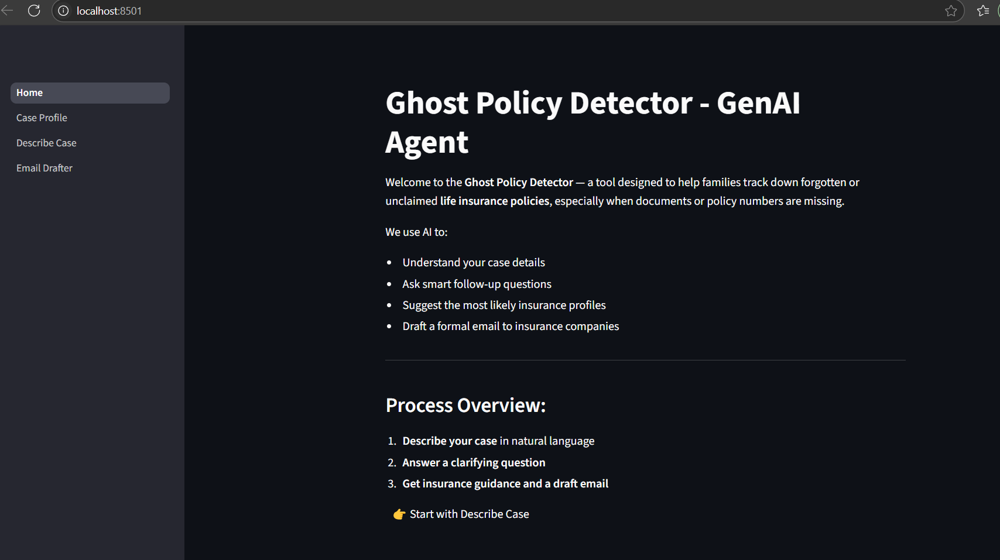 localhost:8501
Home
Case Profile
Describe Case
Email Drafter
Ghost Policy Detector - GenAI
Agent
Welcome to the Ghost Policy Detector — a tool designed to help families track down forgotten or
unclaimed life insurance policies, especially when documents or policy numbers are missing.
We use AI to:
• Understand your case details
• Ask smart follow-up questions
• Suggest the most likely insurance profiles
• Draft a formal email to insurance companies
Process Overview:
1. Describe your case in natural language
2. Answer a clarifying question
3. Get insurance guidance and a draft email
👉 Start with Describe Case